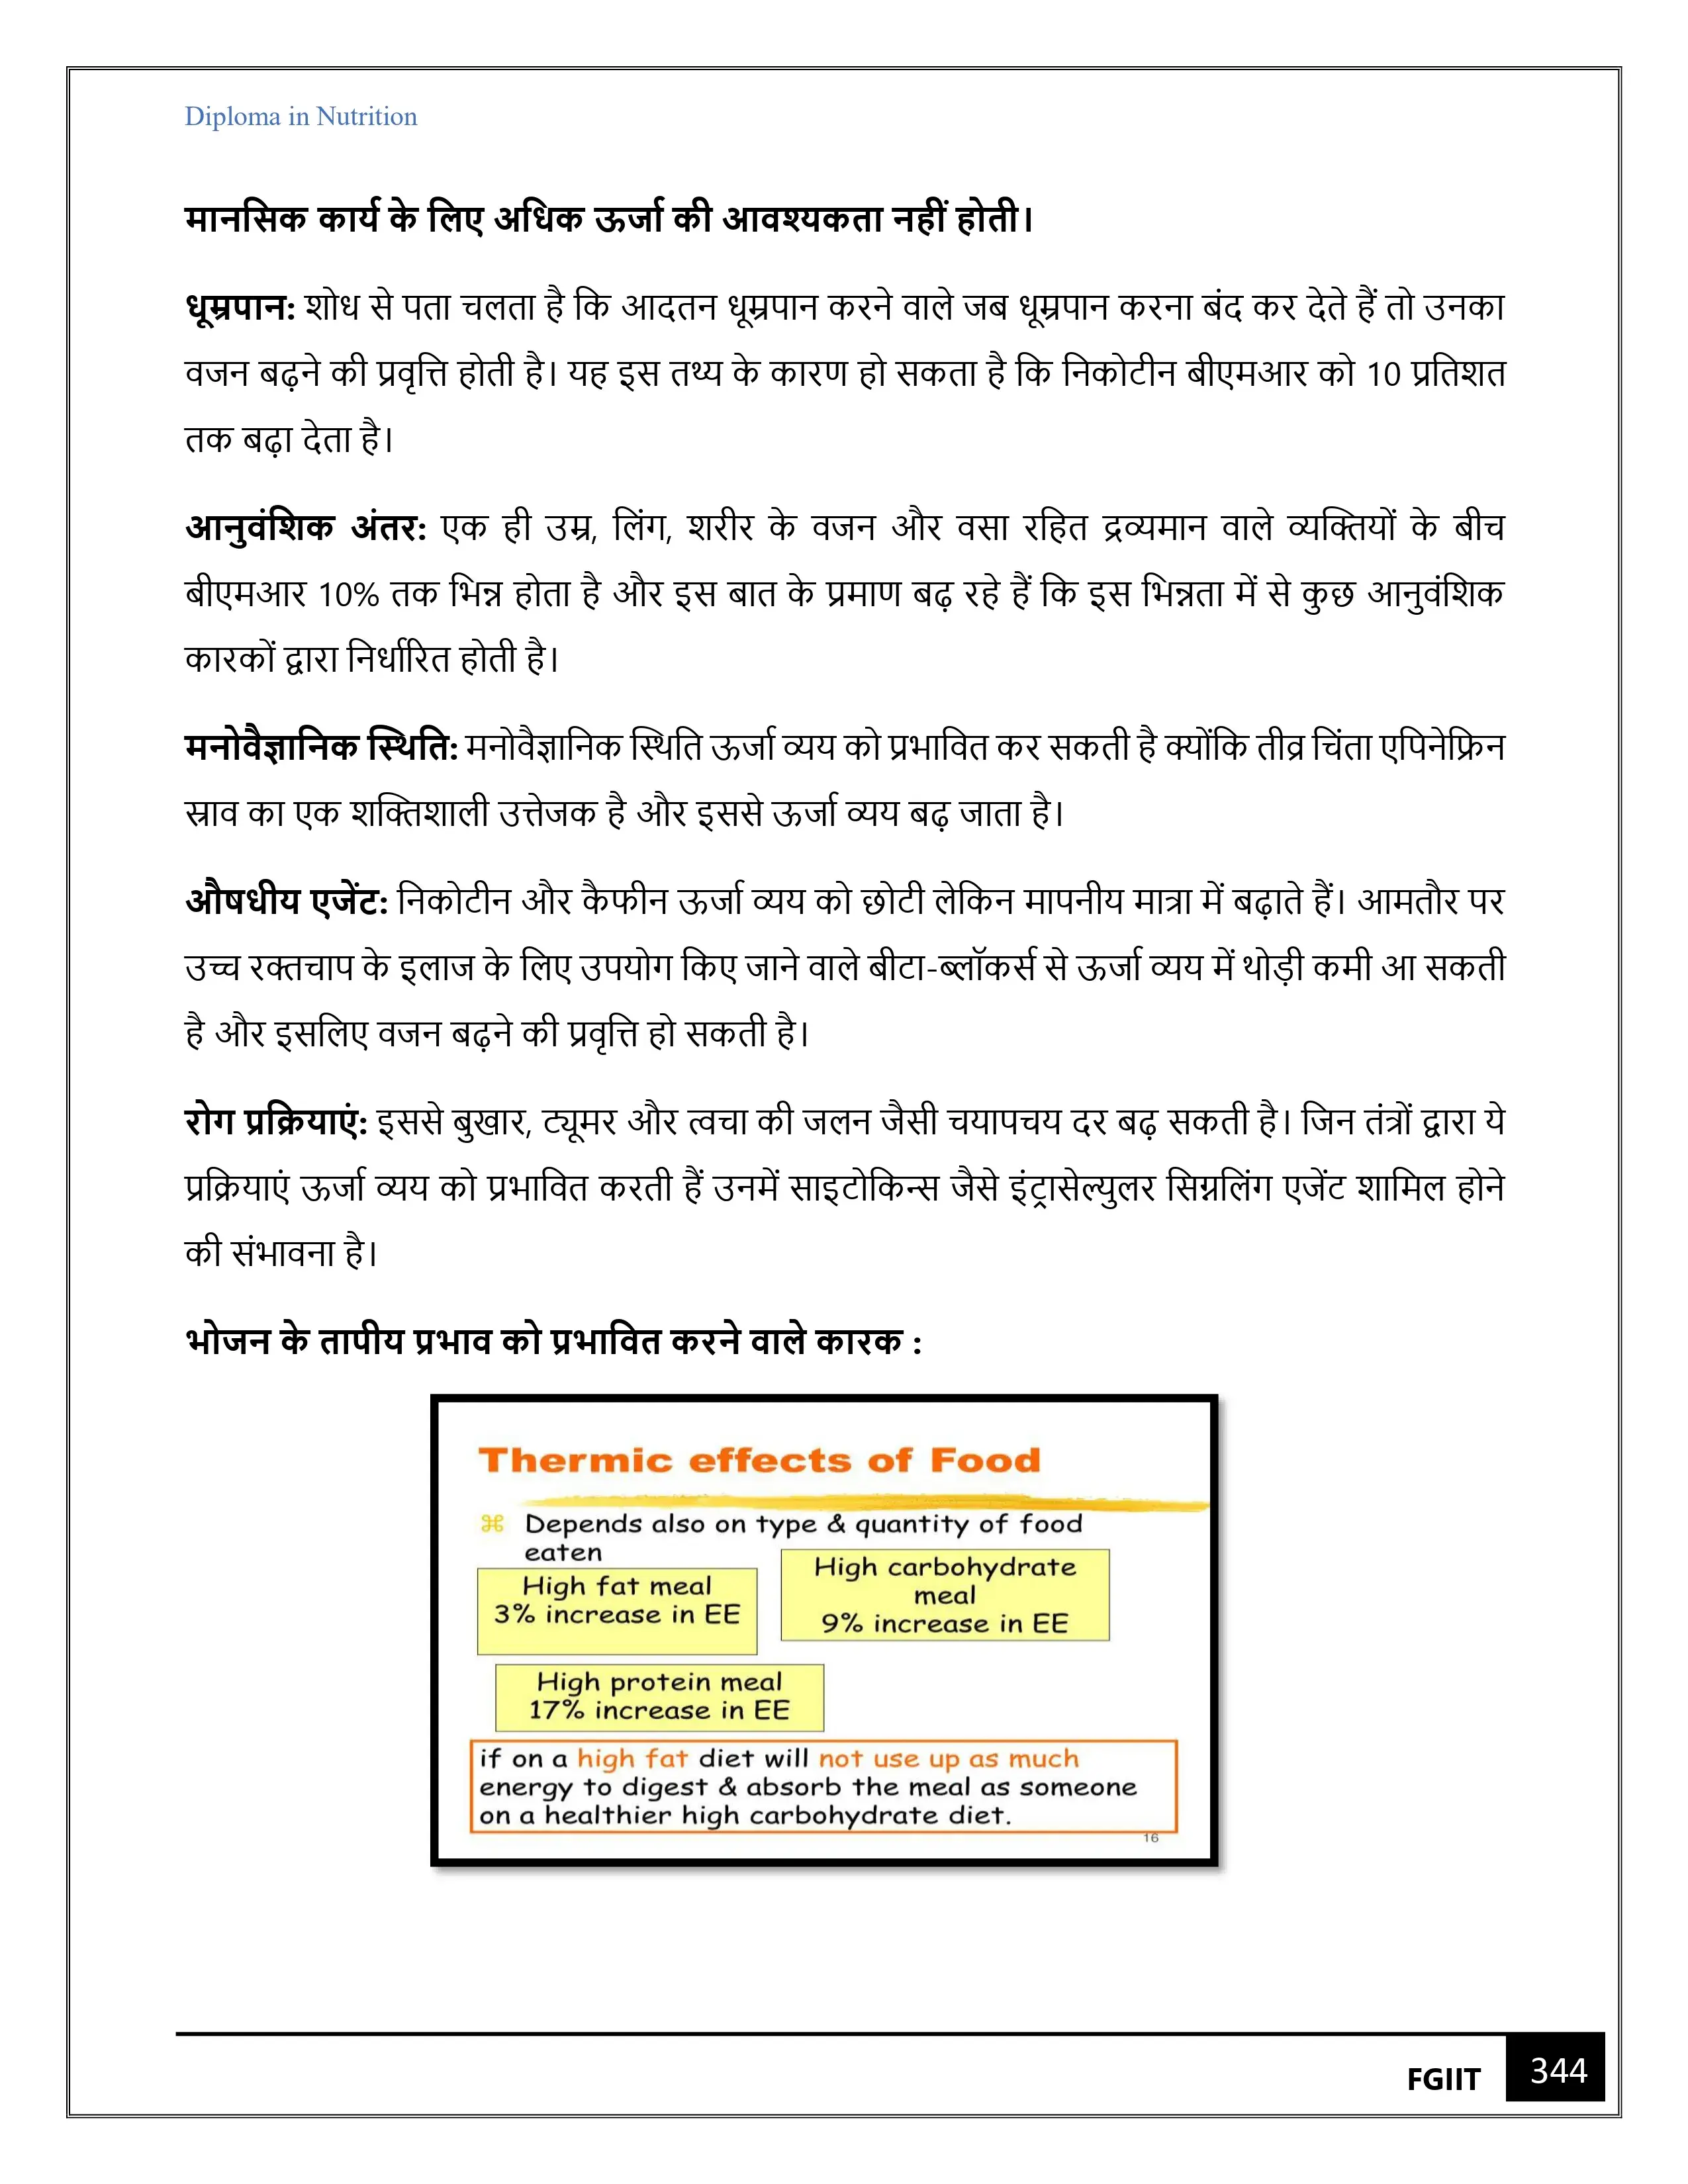 Diploma in Nutrition
मानसिक कार्य के लिए अधिक ऊर्जा की आवश्यकता नहीं होती।
धूम्रपान: शोध से पता चलता है कि आदतन धूम्रपान करने वाले जब धूम्रपान करना बंद कर देते हैं तो उनका
वजन बढ़ने की प्रवृत्ति होती है। यह इस तथ्य के कारण हो सकता है कि निकोटीन बीएमआर को 10 प्रतिशत
तक बढ़ा देता है।
आनुवंशिक अंतर: एक ही उम्र, लिंग, शरीर के वजन और वसा रहित द्रव्यमान वाले व्यक्तियों के बीच
बीएमआर 10% तक भिन्न होता है और इस बात के प्रमाण बढ़ रहे हैं कि इस भिन्नता में से कुछ आनुवंशिक
कारकों द्वारा निर्धारित होती है।
मनोवैज्ञानिक स्थिति: मनोवैज्ञानिक स्थिति ऊर्जा व्यय को प्रभावित कर सकती है क्योंकि तीव्र चिंता एपिनेफ्रिन
स्राव का एक शक्तिशाली उत्तेजक है और इससे ऊर्जा व्यय बढ़ जाता है।
औषधीय एजेंट: निकोटीन और कैफीन ऊर्जा व्यय को छोटी लेकिन मापनीय मात्रा में बढ़ाते हैं। आमतौर पर
उच्च रक्तचाप के इलाज के लिए उपयोग किए जाने वाले बीटा-ब्लॉकर्स से ऊर्जा व्यय में थोड़ी कमी आ सकती
है और इसलिए वजन बढ़ने की प्रवृत्ति हो सकती है।
रोग प्रक्रियाएं: इससे बुखार, ट्यूमर और त्वचा की जलन जैसी चयापचय दर बढ़ सकती है। जिन तंत्रों द्वारा ये
प्रक्रियाएं ऊर्जा व्यय को प्रभावित करती हैं उनमें साइटोकिन्स जैसे इंट्रासेल्युलर सिग्नलिंग एजेंट शामिल होने
की संभावना है।
भोजन के तापीय प्रभाव को प्रभावित करने वाले कारक :
Thermic effects of Food
⌘ Depends also on type & quantity of food
eaten
High fat meal
3% increase in EE
High carbohydrate
meal
9% increase in EE
High protein meal
17% increase in EE
if on a high fat diet will not use up as much
energy to digest & absorb the meal as someone
on a healthier high carbohydrate diet.
16
FGIIT 344